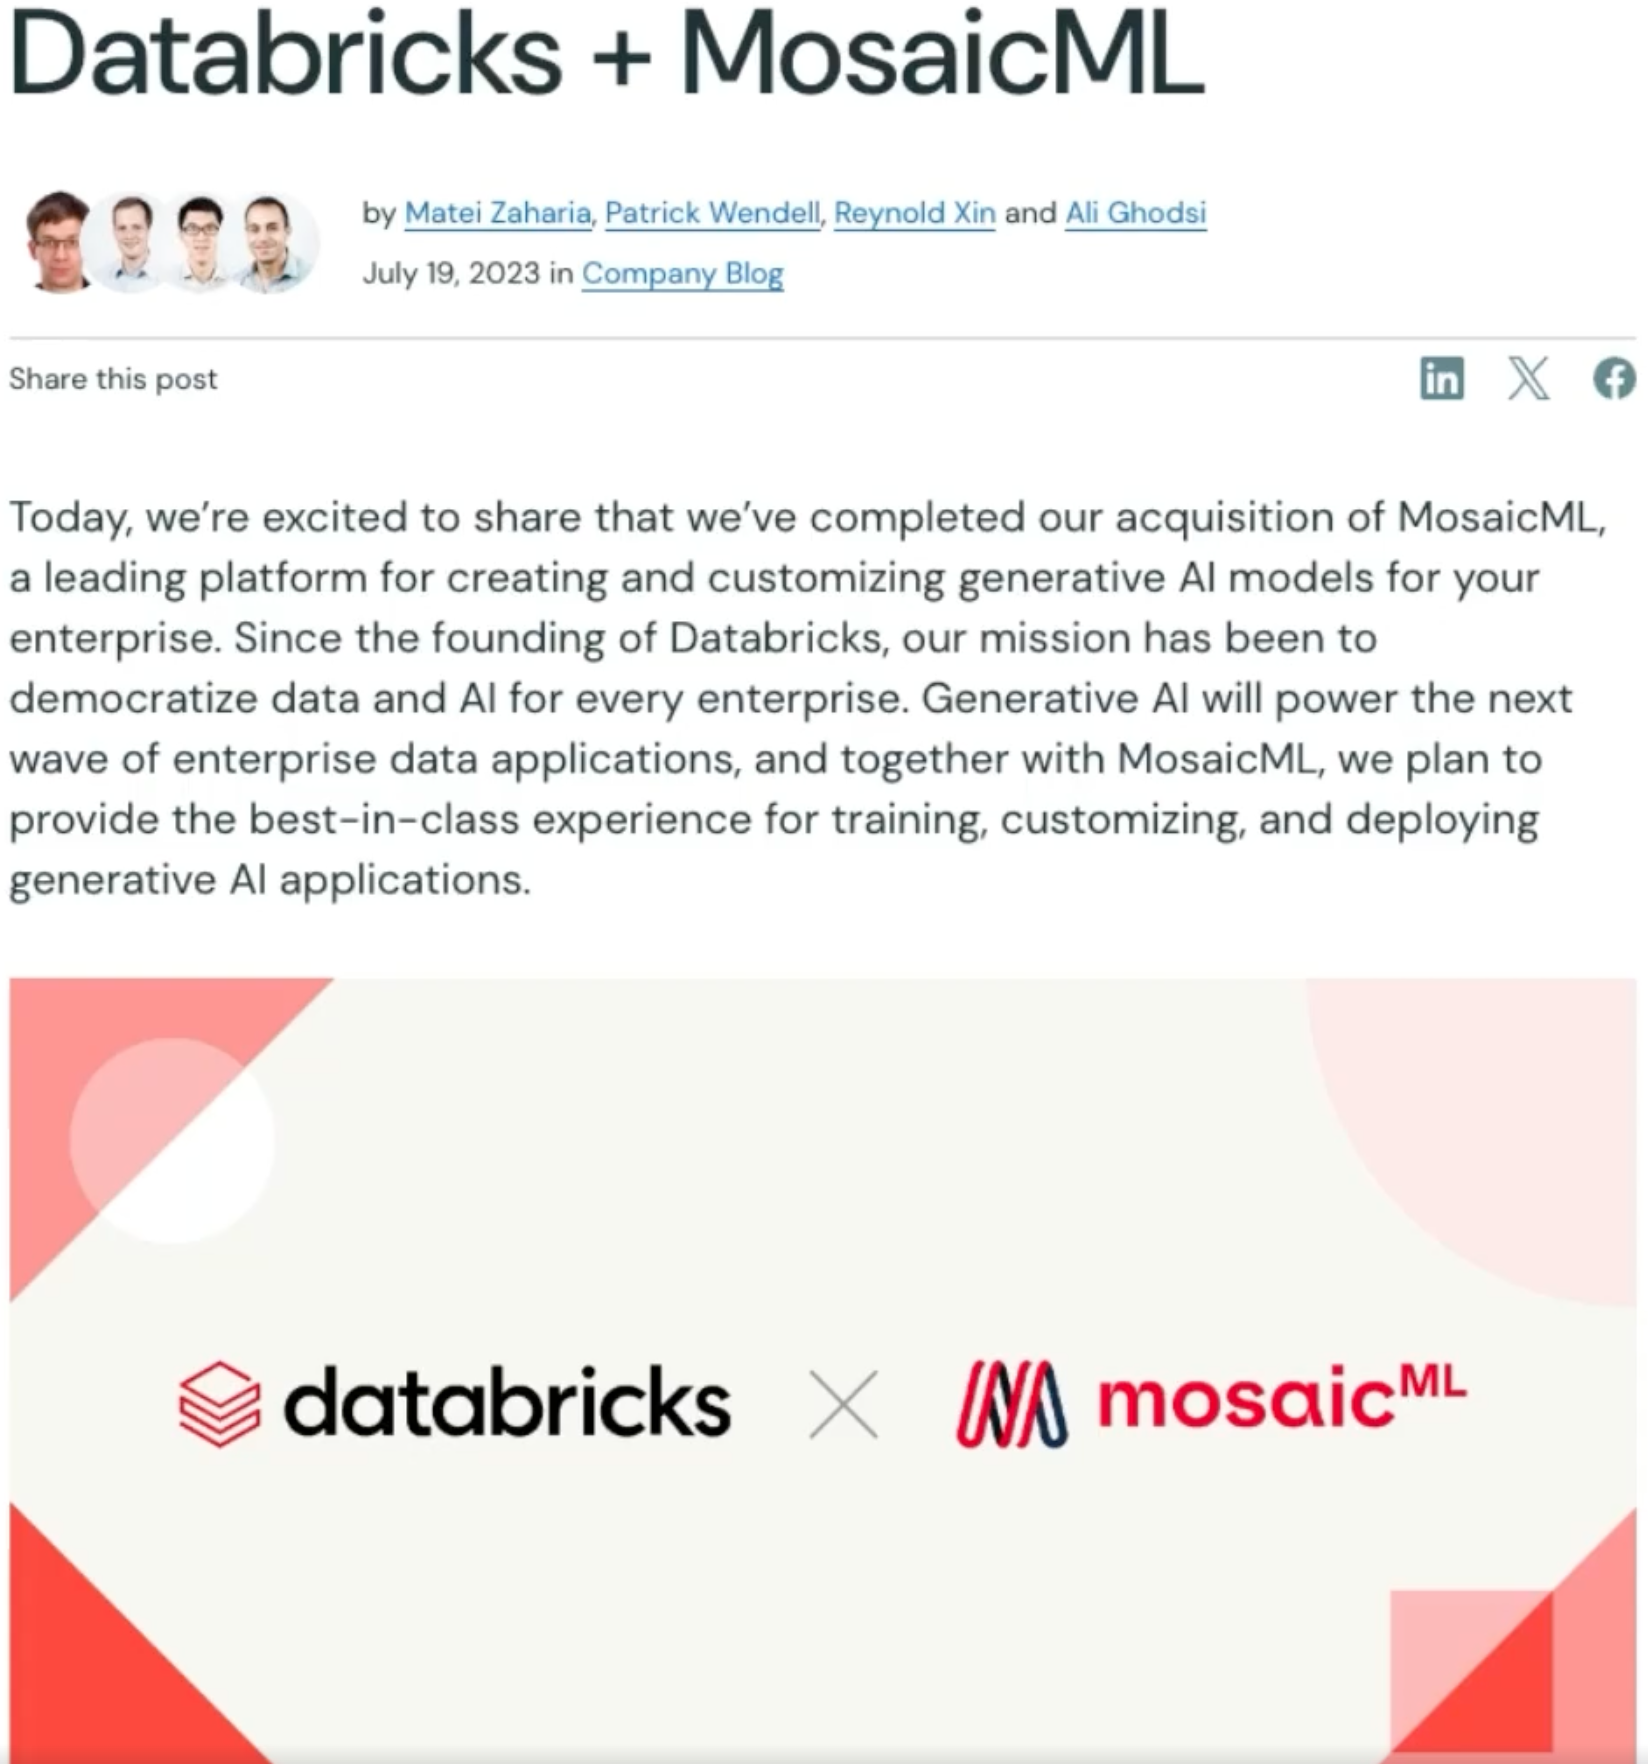 Databricks + MosaicML
by Matei Zaharia, Patrick Wendell, Reynold Xin and Ali Ghodsi
July 19, 2023 in Company Blog
Share this post
in
Today, we’re excited to share that we’ve completed our acquisition of MosaicML,
a leading platform for creating and customizing generative AI models for your
enterprise. Since the founding of Databricks, our mission has been to
democratize data and AI for every enterprise. Generative AI will power the next
wave of enterprise data applications, and together with MosaicML, we plan to
provide the best-in-class experience for training, customizing, and deploying
generative AI applications.
databricks × mosaicML